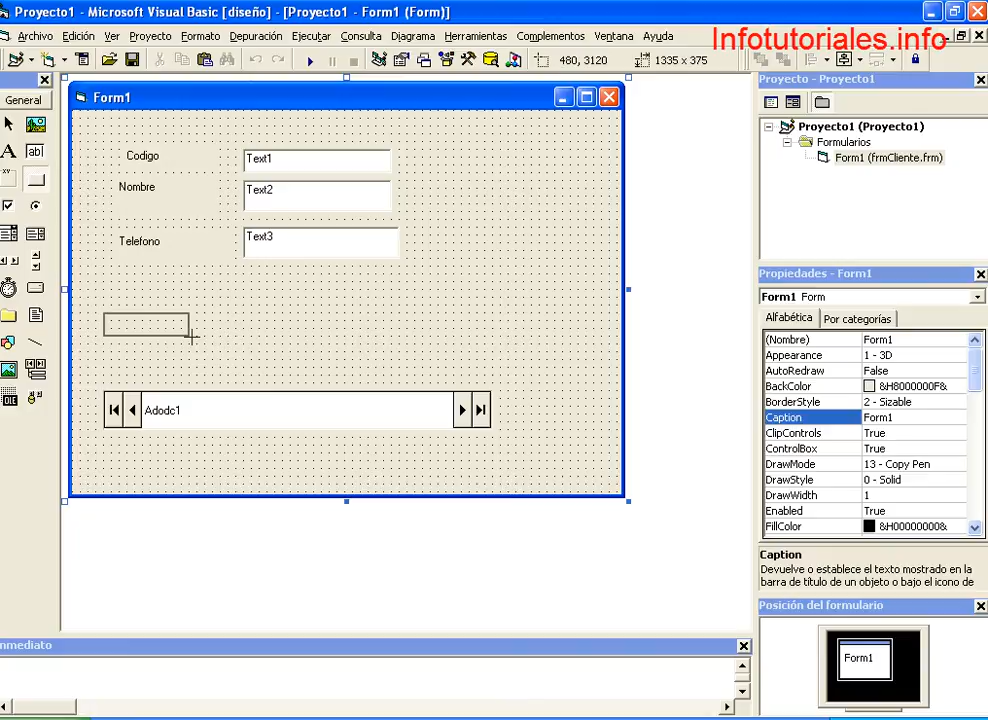 Proyecto1 - Microsoft Visual Basic [diseño] - [Proyecto1 - Form1 (Form)]
Archivo Edición Ver Proyecto Formato Depuración Ejecutar Consulta Diagrama Herramientas Complementos Ventana Ayuda
Infotutoriales.info
480, 3120 1335 x 375
General
Form1
Codigo Text1
Nombre Text2
Telefono Text3
Adodc1
Proyecto - Proyecto1
Proyecto1 (Proyecto1)
Formularios
Form1 (frmCliente.frm)
Propiedades - Form1
Form1 Form
Alfabética Por categorías
(Nombre) Form1
Appearance 1 - 3D
AutoRedraw False
BackColor &H8000000F&
BorderStyle 2 - Sizable
Caption Form1
ClipControls True
ControlBox True
DrawMode 13 - Copy Pen
DrawStyle 0 - Solid
DrawWidth 1
Enabled True
FillColor &H00000000&
Caption
Devuelve o establece el texto mostrado en la
barra de título de un objeto o bajo el icono de
Posición del formulario
Form1
nmediato